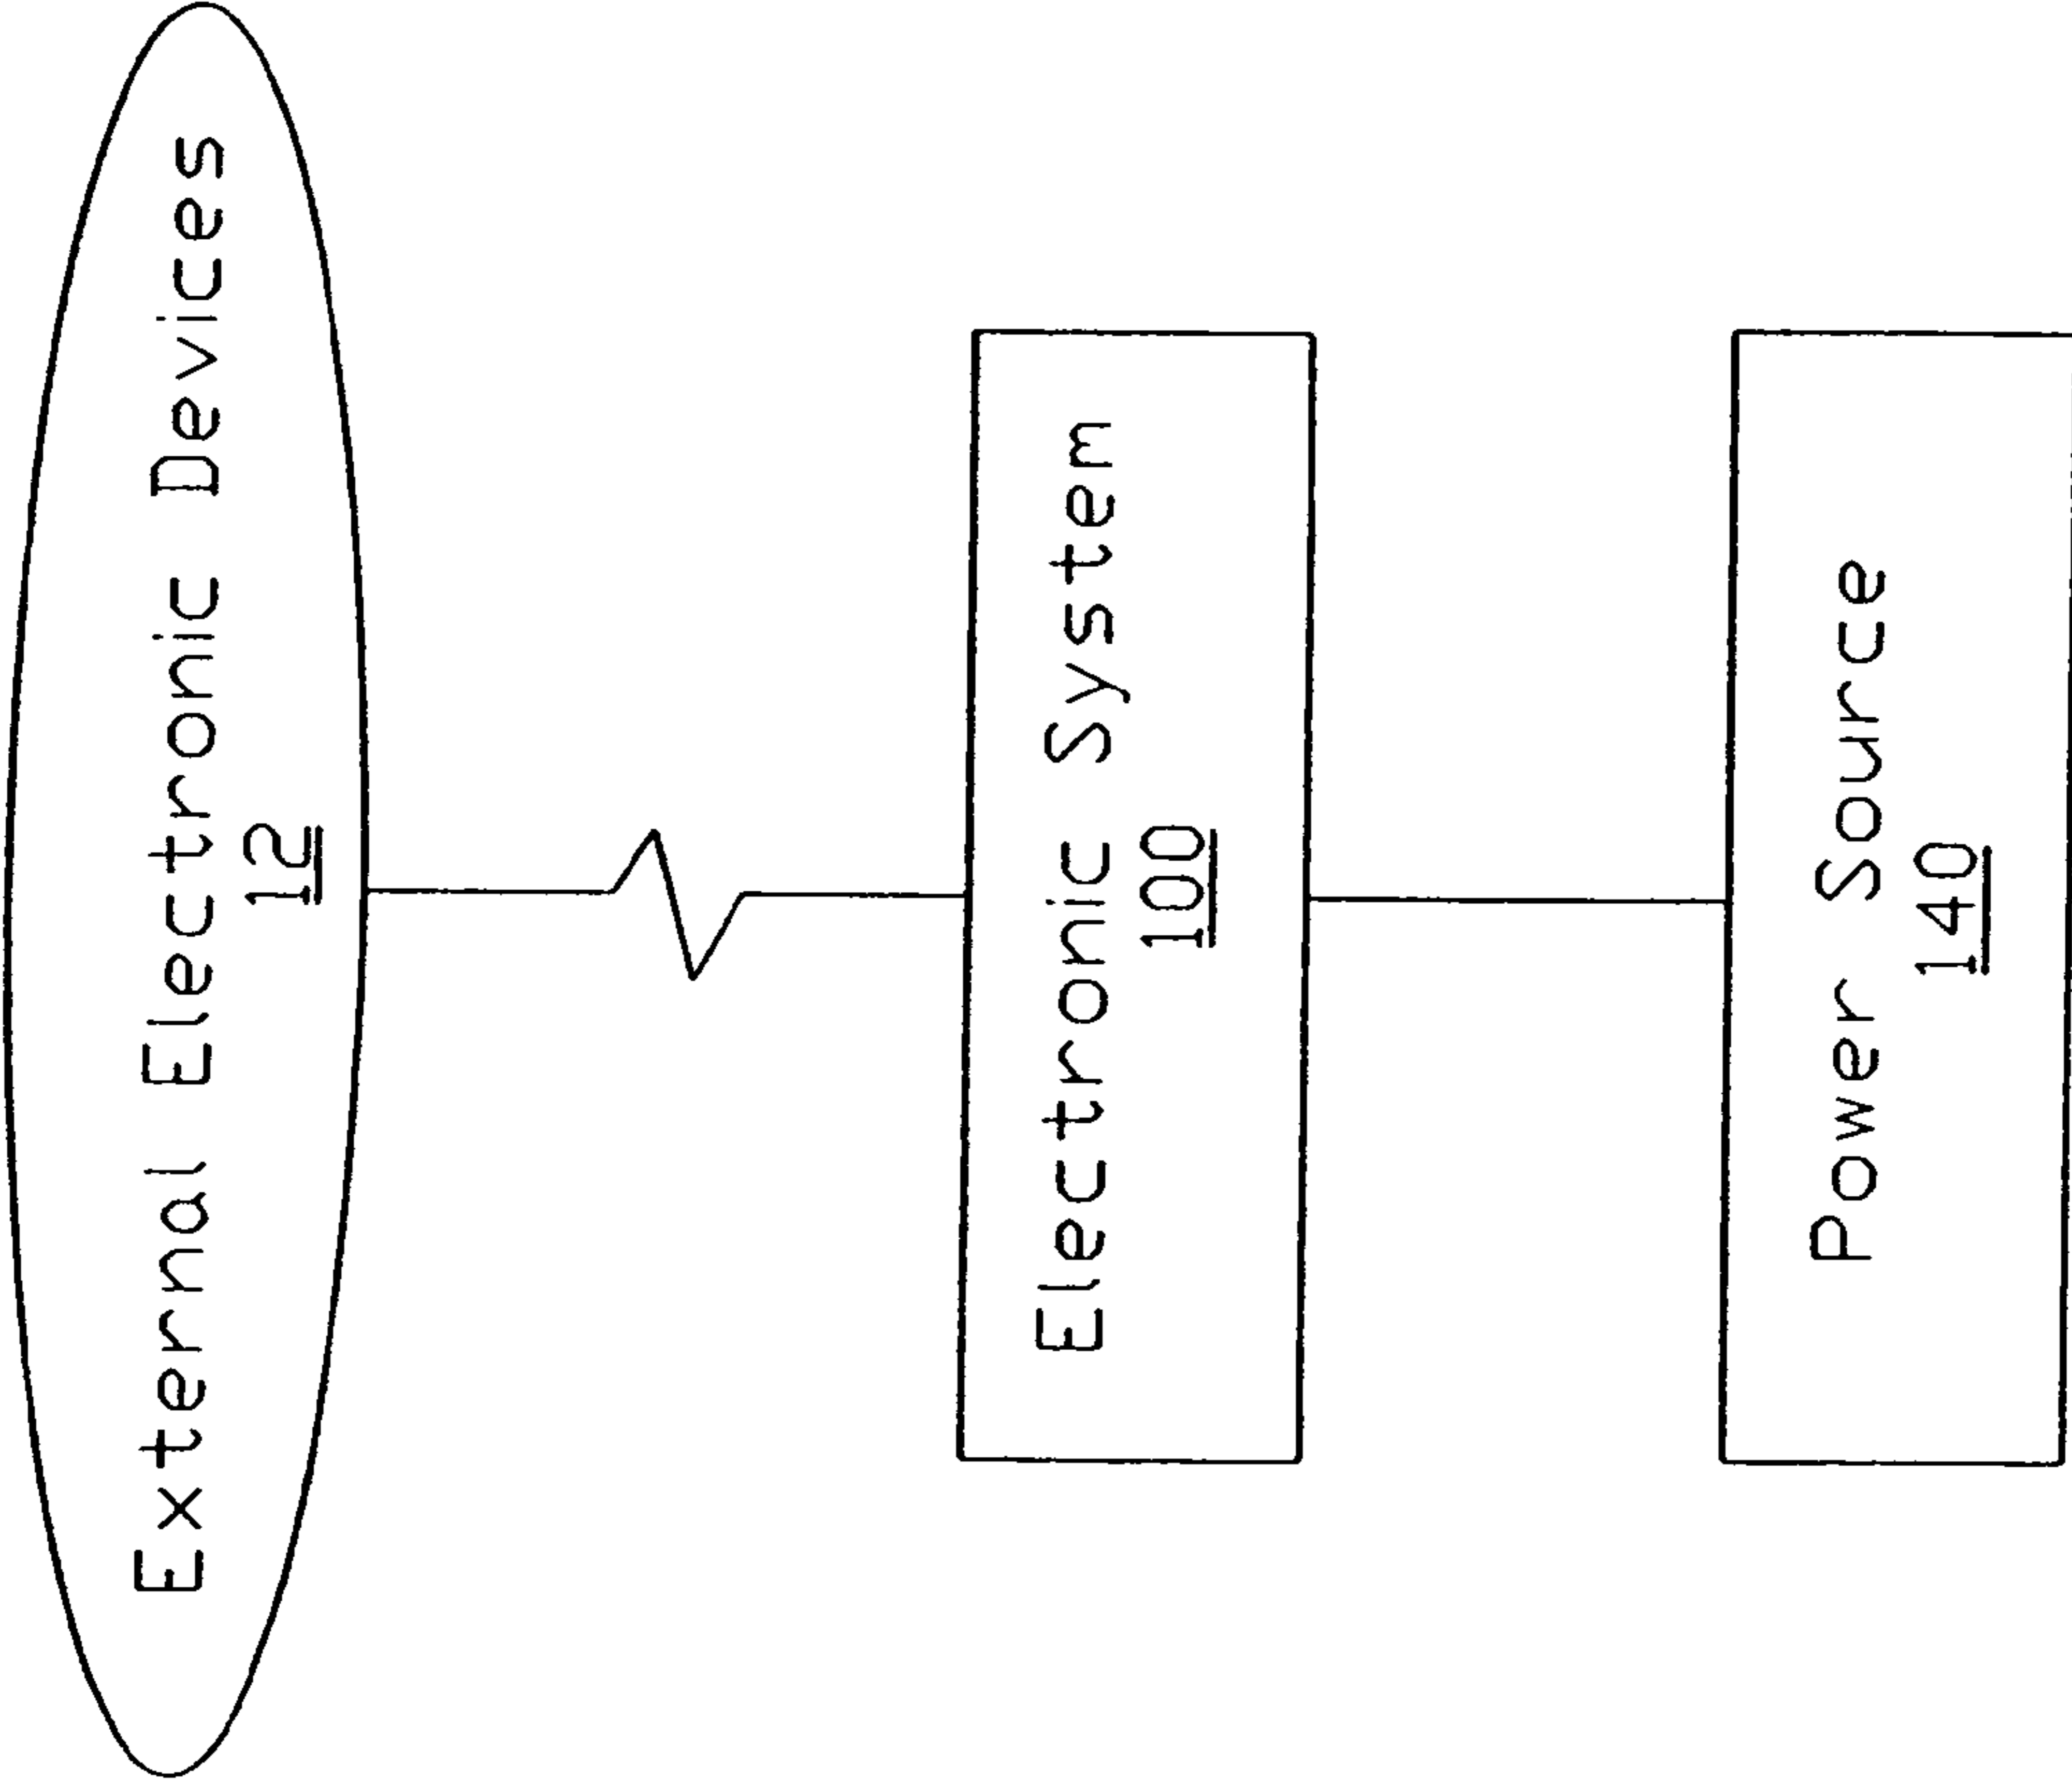 External Electronic Devices
12
Electronic System
100
Power Source
140